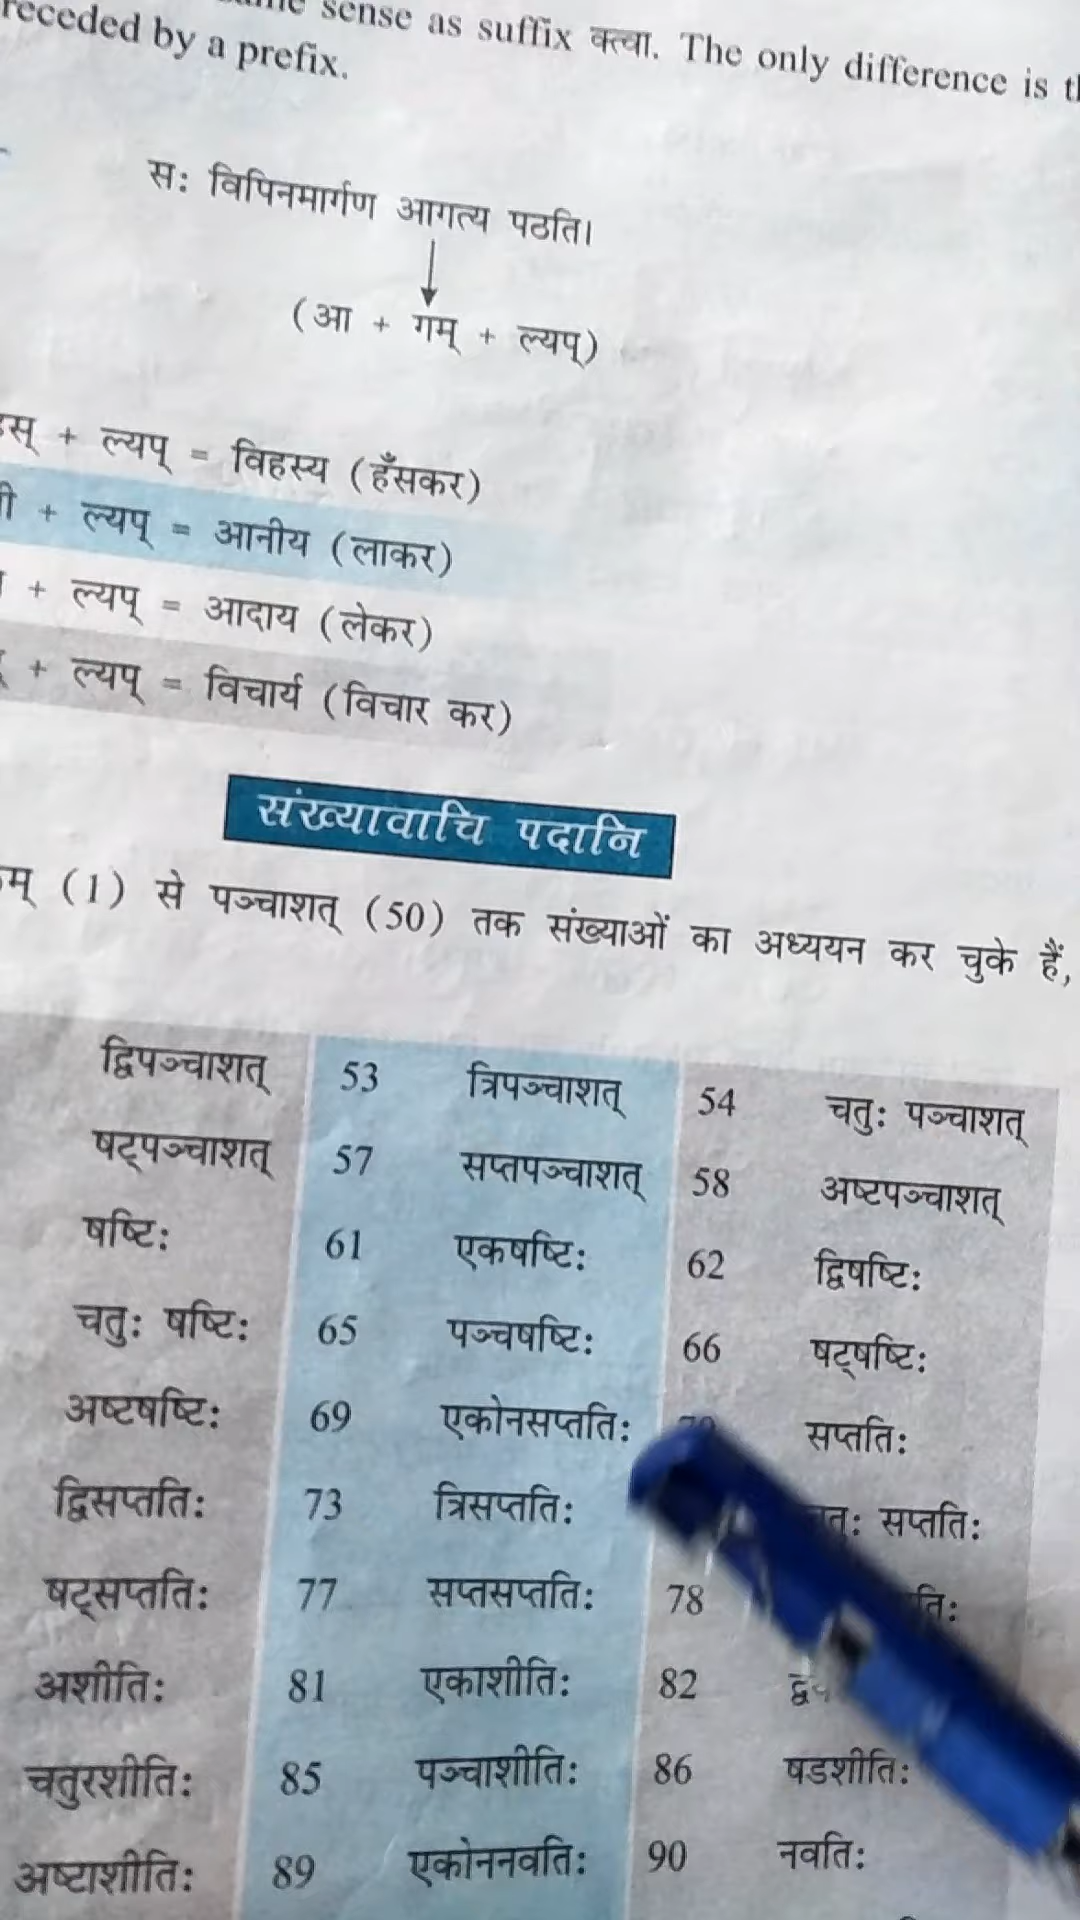 sense as suffix क्त्वा. The only difference is
by a prefix.
सः विपिनमार्गण आगत्य पठति।
(आ + गम् + ल्यप्)
+ ल्यप् = विहस्य (हँसकर)
+ ल्यप् = आनीय (लाकर)
+ ल्यप् = आदाय (लेकर)
+ ल्यप् = विचार्य (विचार कर)
संख्यावाचि पदानि
(1) से पञ्चाशत् (50) तक संख्याओं का अध्ययन कर चुके हैं,
द्विपञ्चाशत् 53 त्रिपञ्चाशत् 54 चतुः पञ्चाशत्
षट्पञ्चाशत् 57 सप्तपञ्चाशत् 58 अष्टपञ्चाशत्
षष्टिः 61 एकषष्टिः 62 द्विषष्टिः
चतुः षष्टिः 65 पञ्चषष्टिः 66 षट्षष्टिः
अष्टषष्टिः 69 एकोनसप्ततिः सप्ततिः
द्विसप्ततिः 73 त्रिसप्ततिः सप्ततिः
षट्सप्ततिः 77 सप्तसप्ततिः 78
अशीतिः 81 एकाशीतिः 82
चतुरशीतिः 85 पञ्चाशीतिः 86 षडशीतिः
अष्टाशीतिः 89 एकोननवतिः 90 नवतिः